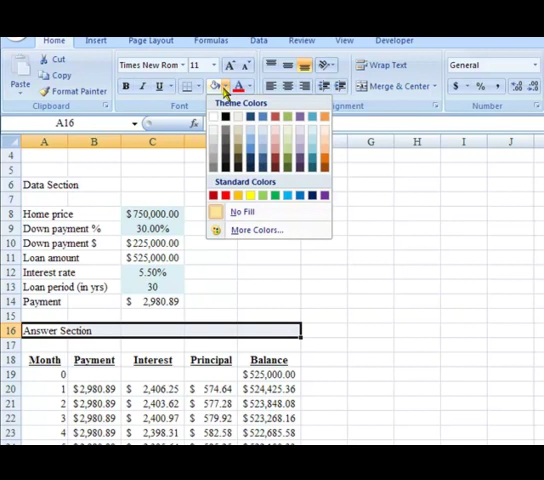 Home Insert Page Layout Formulas Data Review View Developer
Paste
Cut
Copy
Format Painter
Clipboard
Times New Rom 11 A A
B I U A
Font
Wrap Text
Merge & Center
ignment
General
$ %
A16
Theme Colors
Standard Colors
No Fill
More Colors...
A B C G H I J
4
5
6 Data Section
7
8 Home price $750,000.00
9 Down payment % 30.00%
10 Down payment $ $225,000.00
11 Loan amount $525,000.00
12 Interest rate 5.50%
13 Loan period (in yrs) 30
14 Payment $ 2,980.89
15
16 Answer Section
17
18 Month Payment Interest Principal Balance
19 0 $525,000.00
20 1 $2,980.89 $ 2,406.25 $ 574.64 $524,425.36
21 2 $2,980.89 $ 2,403.62 $ 577.28 $523,848.08
22 3 $2,980.89 $ 2,400.97 $ 579.92 $523,268.16
23 4 $2,980.89 $ 2,398.31 $ 582.58 $522,685.58